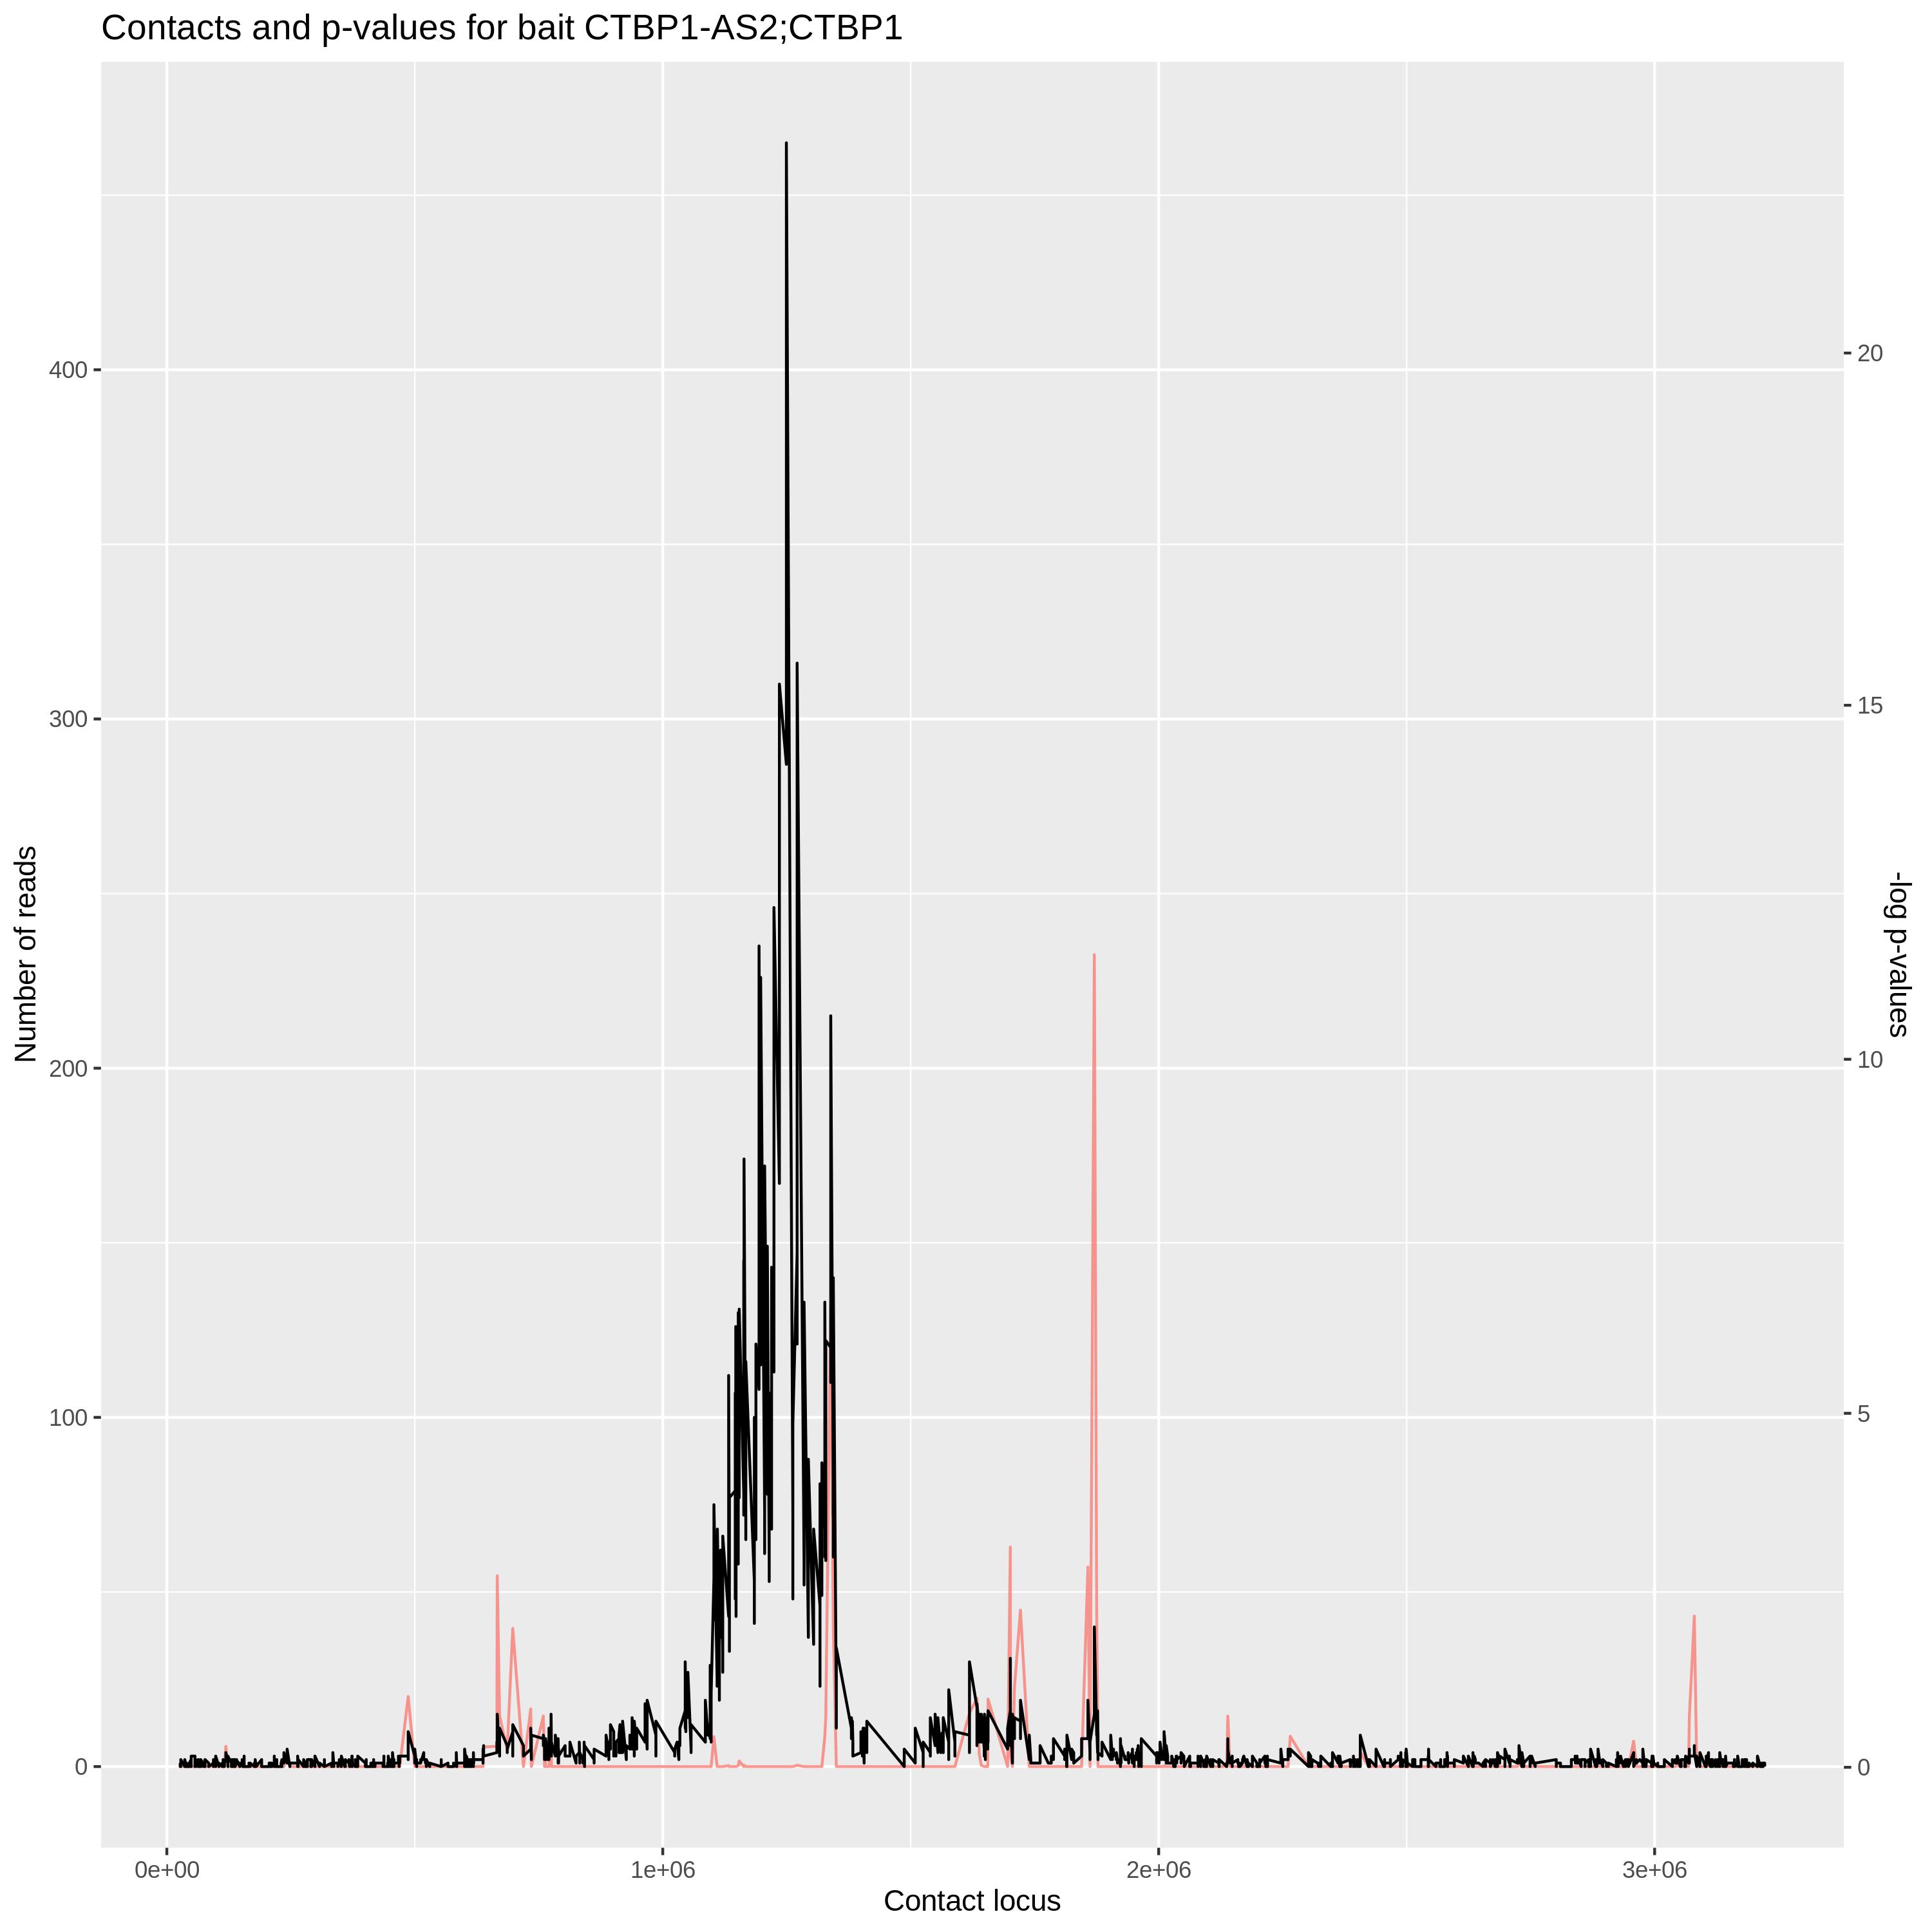 Contacts and p-values for bait CTBP1-AS2;CTBP1
400
300
200
100
0
Number of reads
20
15
10
5
0
-log p-values
0e+00 1e+06 2e+06 3e+06
Contact locus